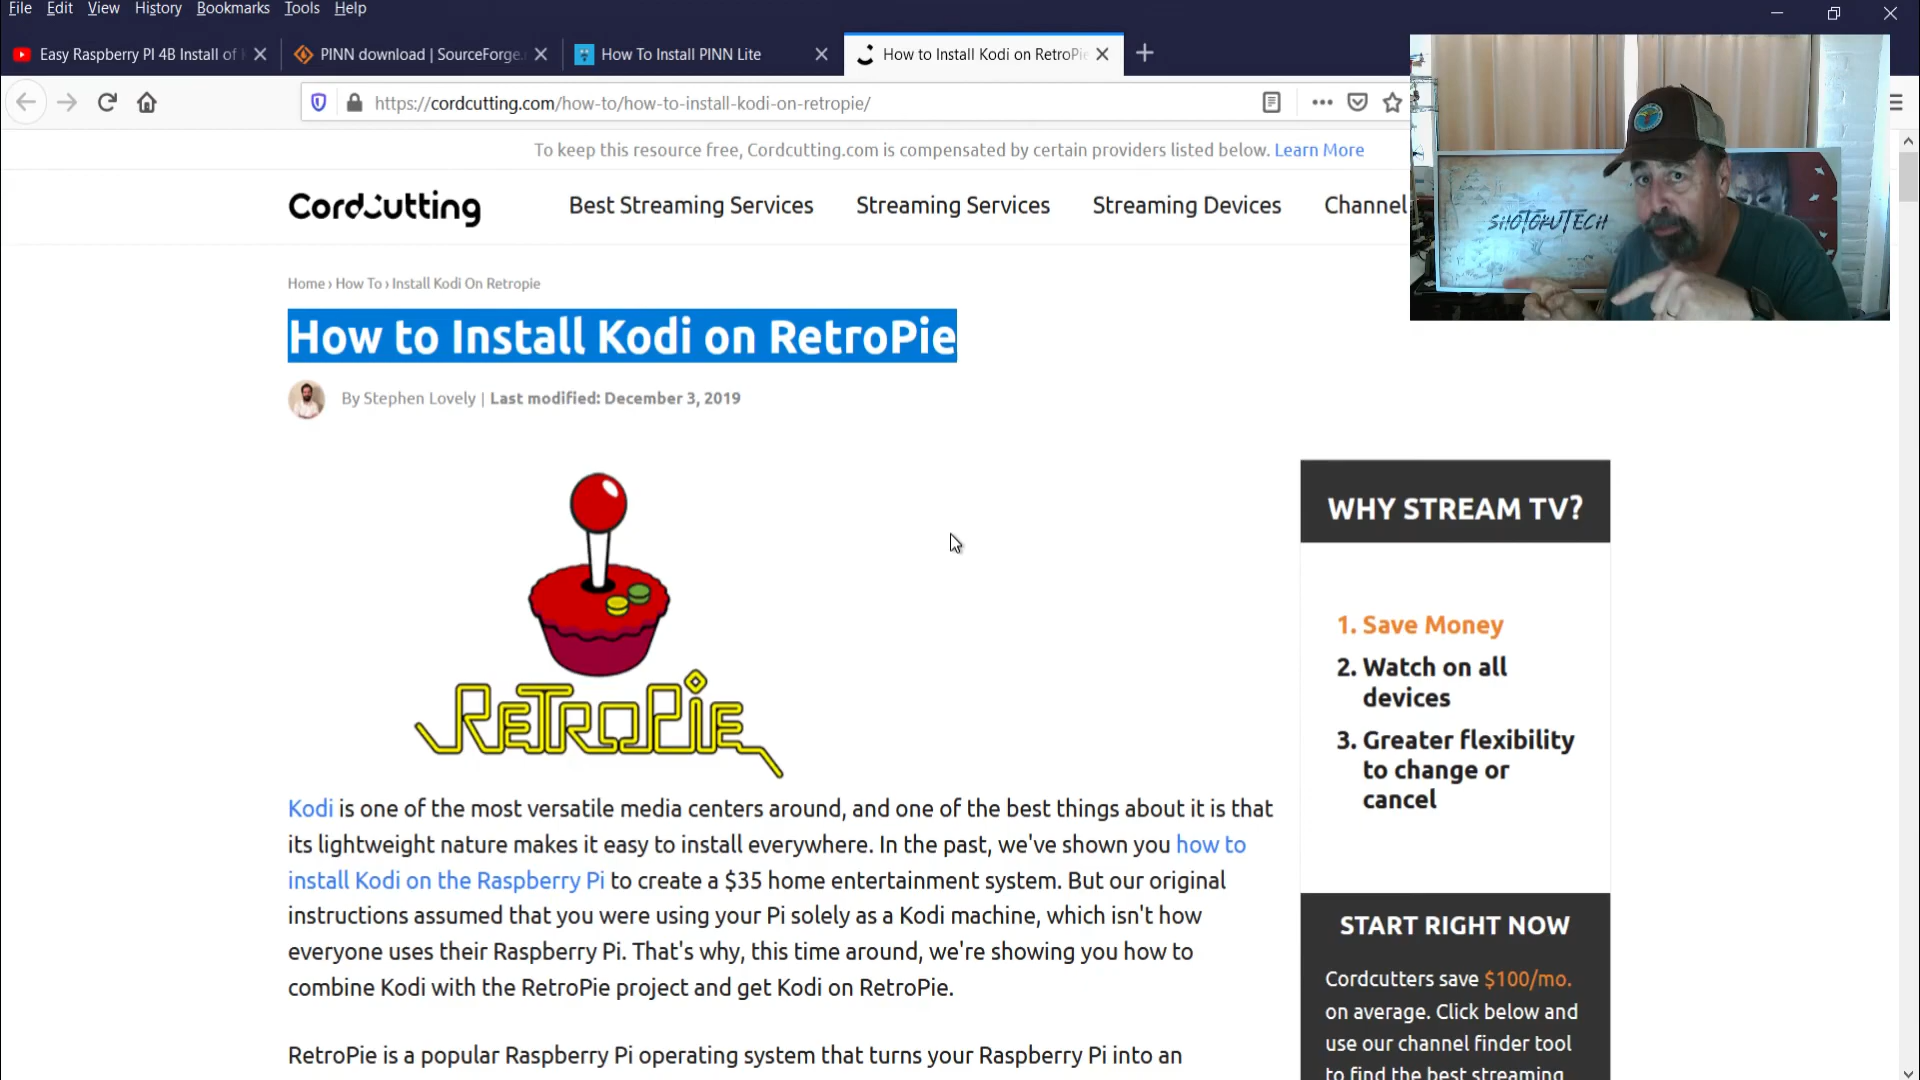 File Edit View History Bookmarks Tools Help
Easy Raspberry PI 4B Install of
PINN download | SourceForge.
How To Install PINN Lite
How to Install Kodi on RetroPie
https://cordcutting.com/how-to/how-to-install-kodi-on-retropie/
To keep this resource free, Cordcutting.com is compensated by certain providers listed below. Learn More
Cordcutting
Best Streaming Services Streaming Services Streaming Devices Channel
SHOTOKUTECH
Home › How To › Install Kodi On Retropie
How to Install Kodi on RetroPie
By Stephen Lovely | Last modified: December 3, 2019
RETROPIE
Kodi is one of the most versatile media centers around, and one of the best things about it is that
its lightweight nature makes it easy to install everywhere. In the past, we've shown you how to
install Kodi on the Raspberry Pi to create a $35 home entertainment system. But our original
instructions assumed that you were using your Pi solely as a Kodi machine, which isn't how
everyone uses their Raspberry Pi. That's why, this time around, we're showing you how to
combine Kodi with the RetroPie project and get Kodi on RetroPie.
RetroPie is a popular Raspberry Pi operating system that turns your Raspberry Pi into an
WHY STREAM TV?
1. Save Money
2. Watch on all
devices
3. Greater flexibility
to change or
cancel
START RIGHT NOW
Cordcutters save $100/mo.
on average. Click below and
use our channel finder tool
to find the best streaming